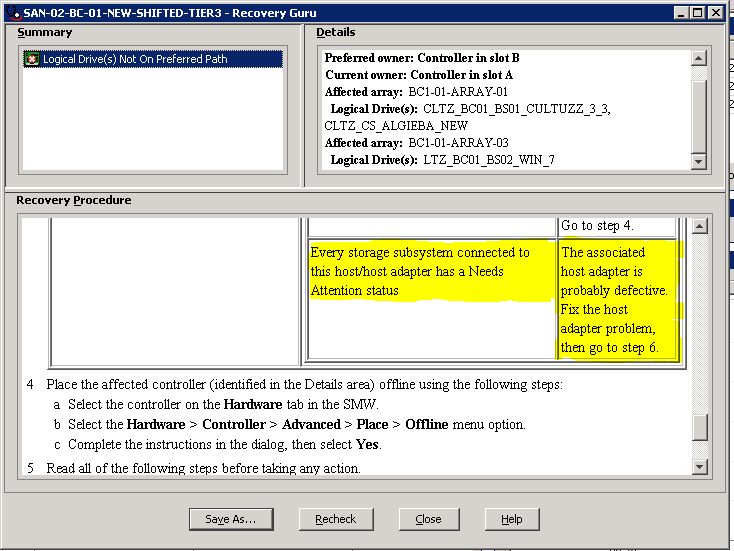 SAN-02-BC-01-NEW-SHIFTED-TIER3 - Recovery Guru
Summary
Logical Drive(s) Not On Preferred Path
Details
Preferred owner: Controller in slot B
Current owner: Controller in slot A
Affected array: BC1-01-ARRAY-01
Logical Drive(s): CLTZ_BC01_BS01_CULTUZZ_3_3,
CLTZ_CS_ALGIEBA_NEW
Affected array: BC1-01-ARRAY-03
Logical Drive(s): LTZ_BC01_BS02_WIN_7
Recovery Procedure
Go to step 4.
Every storage subsystem connected to
this host/host adapter has a Needs
Attention status
The associated
host adapter is
probably defective.
Fix the host
adapter problem,
then go to step 6.
4 Place the affected controller (identified in the Details area) offline using the following steps:
a Select the controller on the Hardware tab in the SMW.
b Select the Hardware > Controller > Advanced > Place > Offline menu option.
c Complete the instructions in the dialog, then select Yes.
5 Read all of the following steps before taking any action.
Save As...
Recheck
Close
Help